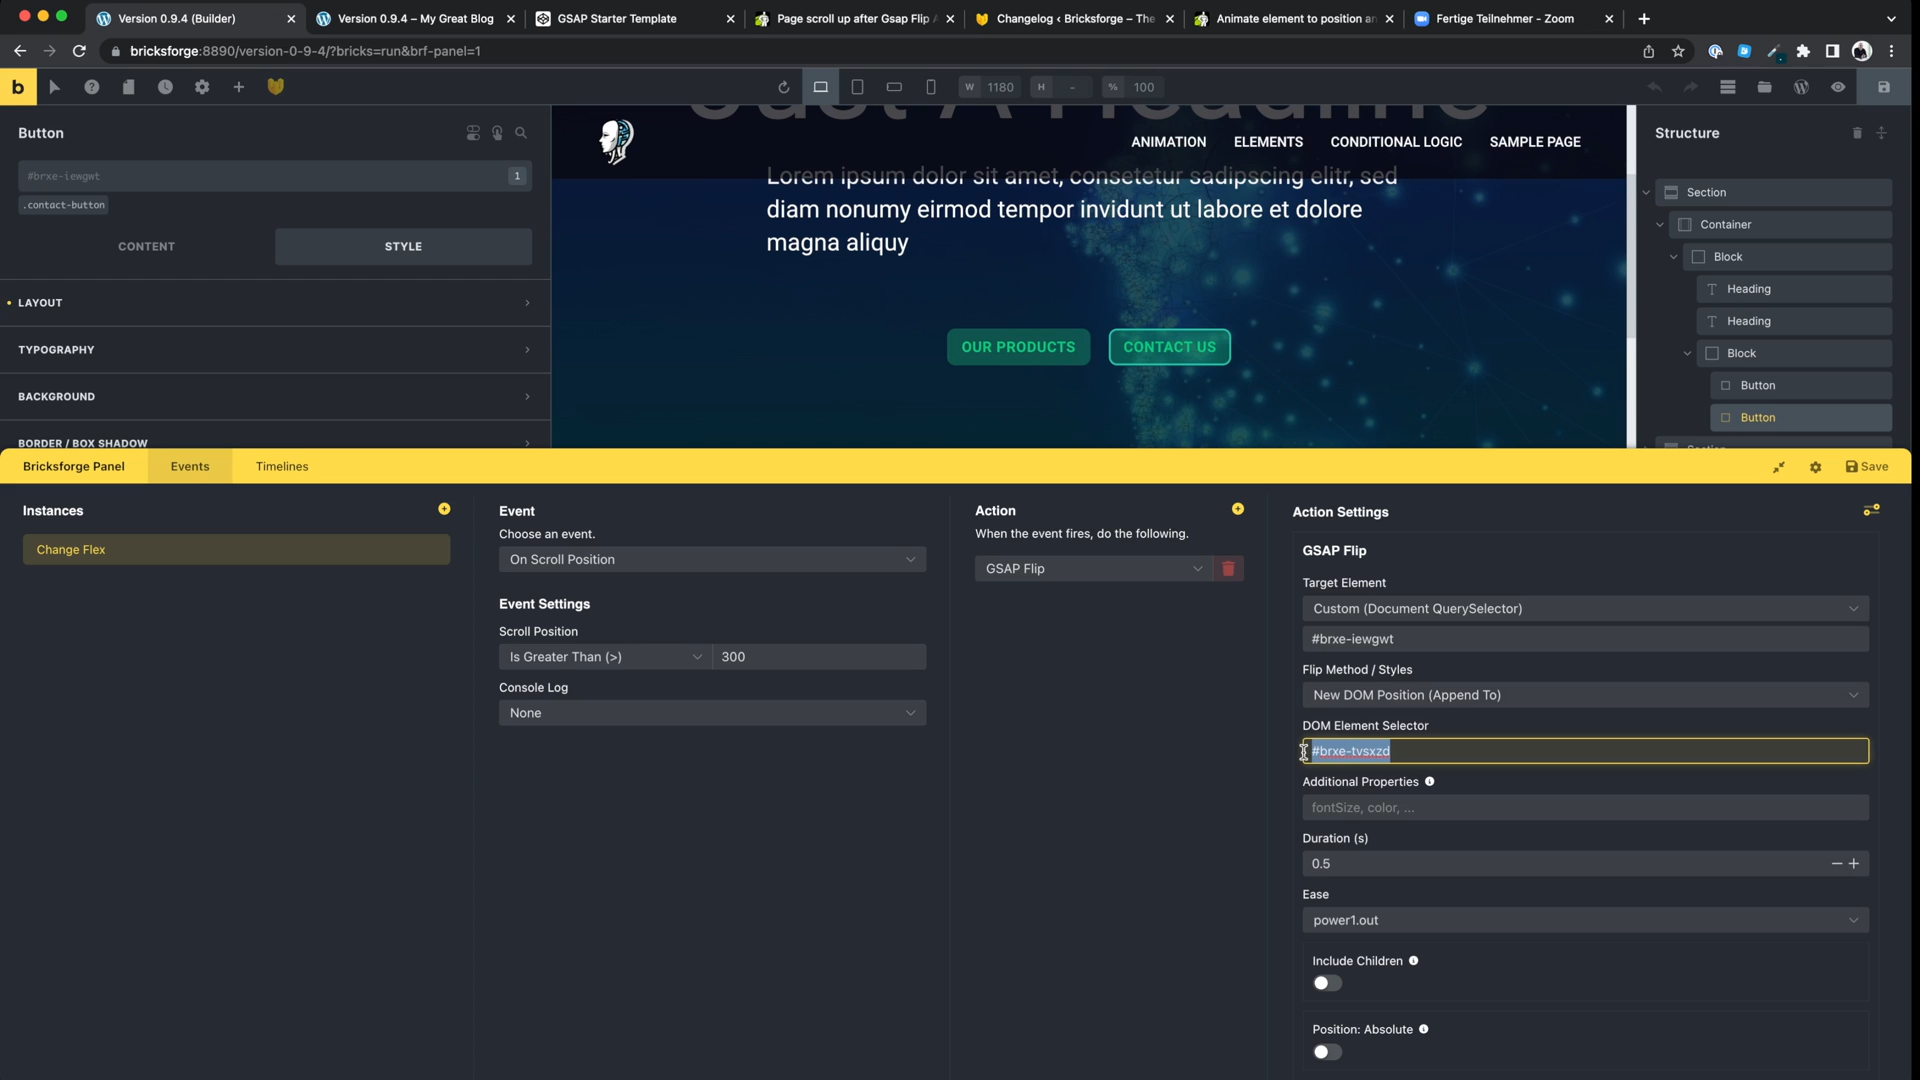 Version 0.9.4 (Builder)
Version 0.9.4 – My Great Blog
GSAP Starter Template
Page scroll up after Gsap Flip
Changelog ‹ Bricksforge – The
Animate element to position an
Fertige Teilnehmer - Zoom
bricksforge:8890/version-0-9-4/?bricks=run&brf-panel=1
b
W 1180 H - % 100
Button
#brxe-iewgwt
1
.contact-button
CONTENT
STYLE
LAYOUT
TYPOGRAPHY
BACKGROUND
BORDER / BOX SHADOW
Just A Headline
ANIMATION
ELEMENTS
CONDITIONAL LOGIC
SAMPLE PAGE
Lorem ipsum dolor sit amet, consetetur sadipscing elitr, sed
diam nonumy eirmod tempor invidunt ut labore et dolore
magna aliquy
OUR PRODUCTS
CONTACT US
Structure
Section
Container
Block
Heading
Heading
Block
Button
Button
Section
Bricksforge Panel
Events
Timelines
Save
Instances
Change Flex
Event
Choose an event.
On Scroll Position
Event Settings
Scroll Position
Is Greater Than (>)
300
Console Log
None
Action
When the event fires, do the following.
GSAP Flip
Action Settings
GSAP Flip
Target Element
Custom (Document QuerySelector)
#brxe-iewgwt
Flip Method / Styles
New DOM Position (Append To)
DOM Element Selector
#brxe-tvsxzd
Additional Properties
fontSize, color, ...
Duration (s)
0.5
Ease
power1.out
Include Children
Position: Absolute